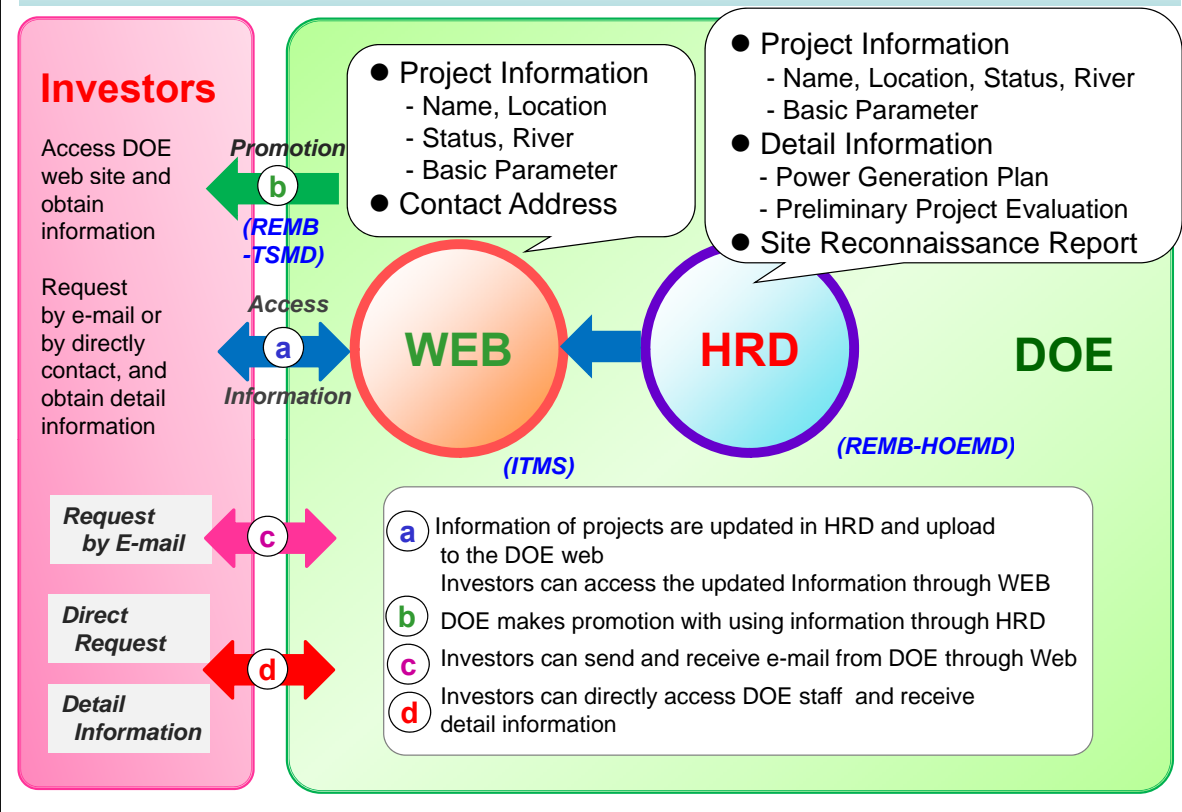 Investors
Access DOE
web site and
obtain
information
Request
by e-mail or
by directly
contact, and
obtain detail
information
Request
by E-mail
Direct
Request
Detail
Information
Promotion
b
(REMB
-TSMD)
Access
a
Information
c
d
● Project Information
- Name, Location
- Status, River
- Basic Parameter
● Contact Address
● Project Information
- Name, Location, Status, River
- Basic Parameter
● Detail Information
- Power Generation Plan
- Preliminary Project Evaluation
● Site Reconnaissance Report
WEB
(ITMS)
HRD
(REMB-HOEMD)
DOE
a Information of projects are updated in HRD and upload
to the DOE web
Investors can access the updated Information through WEB
b DOE makes promotion with using information through HRD
c Investors can send and receive e-mail from DOE through Web
d Investors can directly access DOE staff and receive
detail information